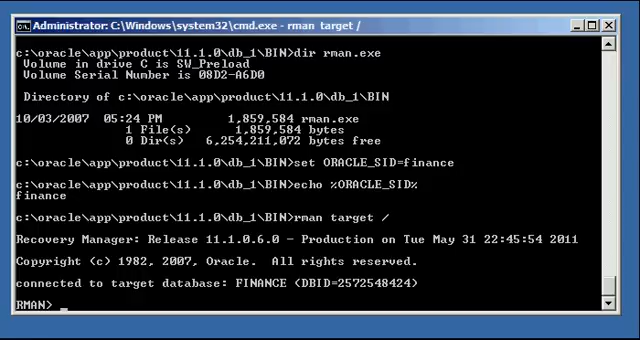 Administrator: C:\Windows\system32\cmd.exe - rman target /
c:\oracle\app\product\11.1.0\db_1\BIN>dir rman.exe
Volume in drive C is SW_Preload
Volume Serial Number is 08D2-A6D0
Directory of c:\oracle\app\product\11.1.0\db_1\BIN
10/03/2007  05:24 PM         1,859,584 rman.exe
1 File(s)      1,859,584 bytes
0 Dir(s)   6,254,211,072 bytes free
c:\oracle\app\product\11.1.0\db_1\BIN>set ORACLE_SID=finance
c:\oracle\app\product\11.1.0\db_1\BIN>echo %ORACLE_SID%
finance
c:\oracle\app\product\11.1.0\db_1\BIN>rman target /
Recovery Manager: Release 11.1.0.6.0 - Production on Tue May 31 22:45:54 2011
Copyright (c) 1982, 2007, Oracle.  All rights reserved.
connected to target database: FINANCE (DBID=2572548424)
RMAN> _